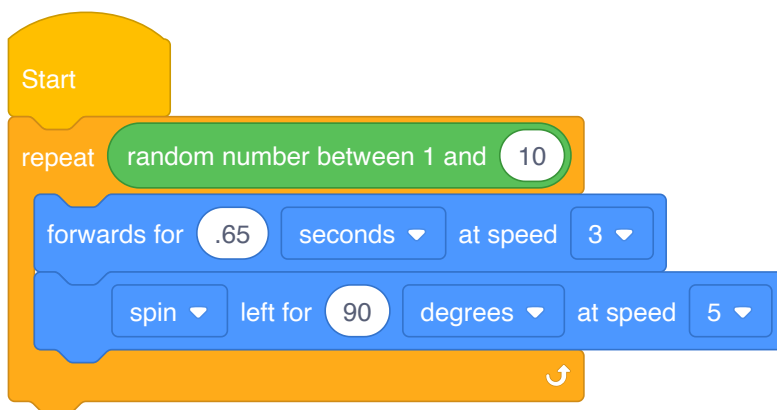 Start
repeat random number between 1 and 10
forwards for .65 seconds at speed 3
spin left for 90 degrees at speed 5